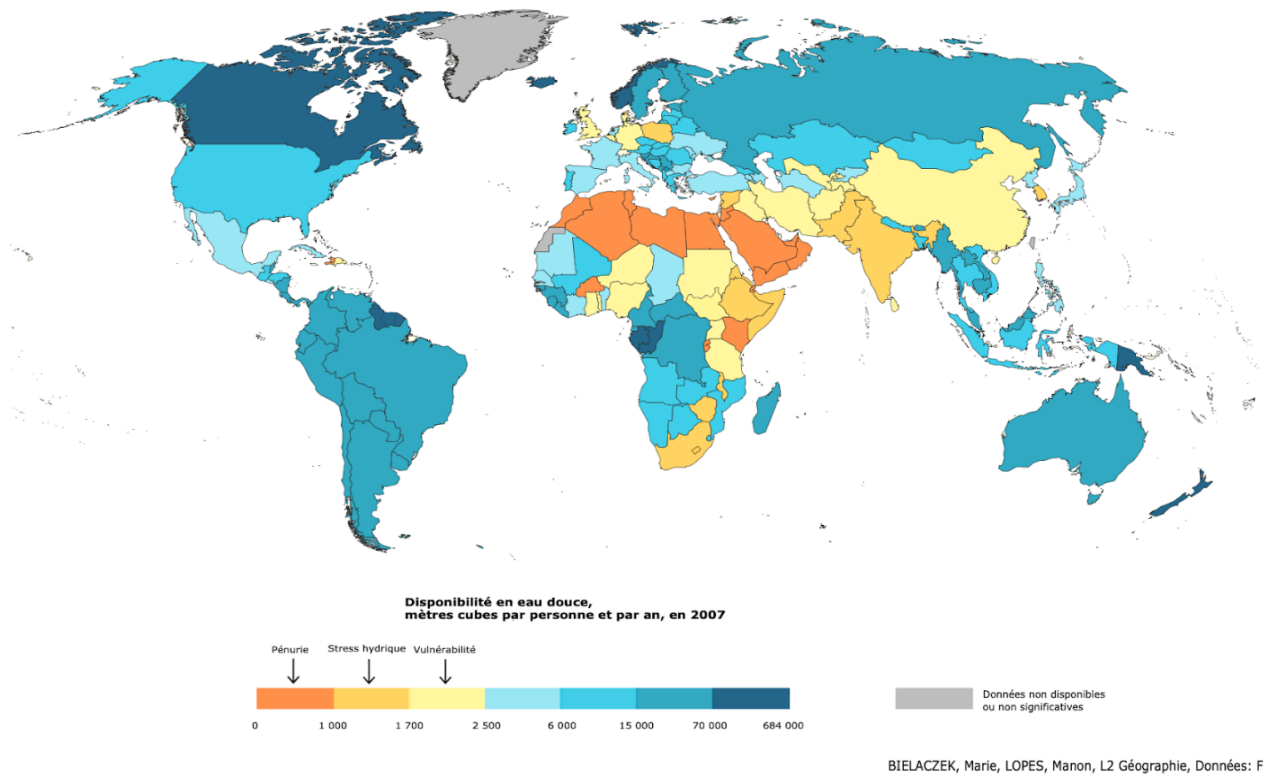 Disponibilité en eau douce,
mètres cubes par personne et par an, en 2007
Pénurie Stress hydrique Vulnérabilité
0 1 000 1 700 2 500 6 000 15 000 70 000 684 000
Données non disponibles
ou non significatives
BIELACZEK, Marie, LOPES, Manon, L2 Géographie, Données: F